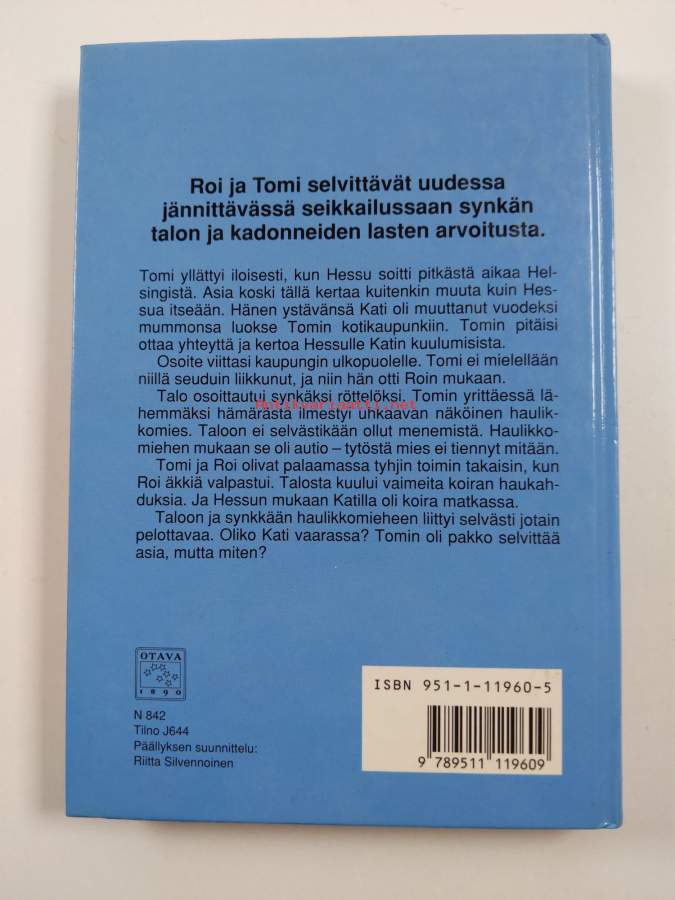 Roi ja Tomi selvittävät uudessa
jännittävässä seikkailussaan synkän
talon ja kadonneiden lasten arvoitusta.
Tomi yllättyi iloisesti, kun Hessu soitti pitkästä aikaa Hel-
singistä. Asia koski tällä kertaa kuitenkin muuta kuin Hes-
sua itseään. Hänen ystävänsä Kati oli muuttanut vuodeksi
mummonsa luokse Tomin kotikaupunkiin. Tomin pitäisi
ottaa yhteyttä ja kertoa Hessulle Katin kuulumisista.
Osoite viittasi kaupungin ulkopuolelle. Tomi ei mielellään
niillä seuduin liikkunut, ja niin hän otti Roin mukaan.
Talo osoittautui synkäksi rötteloksi. Tomin yrittäessä lä-
Antikvariaatti.net
hemmäksi hämärästä ilmestyi uhkaavan näköinen haulik-
komies. Taloon ei selvästikään ollut menemistä. Haulikko-
miehen mukaan se oli autio – tytöstä mies ei tiennyt mitään.
Tomi ja Roi olivat palaamassa tyhjin toimin takaisin, kun
Roi äkkiä valpastui. Talosta kuului vaimeita koiran haukah-
duksia. Ja Hessun mukaan Katilla oli koira matkassa.
Taloon ja synkkään haulikkomieheen liittyi selvästi jotain
pelottavaa. Oliko Kati vaarassa? Tomin oli pakko selvittää
asia, mutta miten?
OTAVA
1890
N 842
Tilno J644
Päällyksen suunnittelu:
Riitta Silvennoinen
ISBN 951-1-11960-5
9 789511 119609